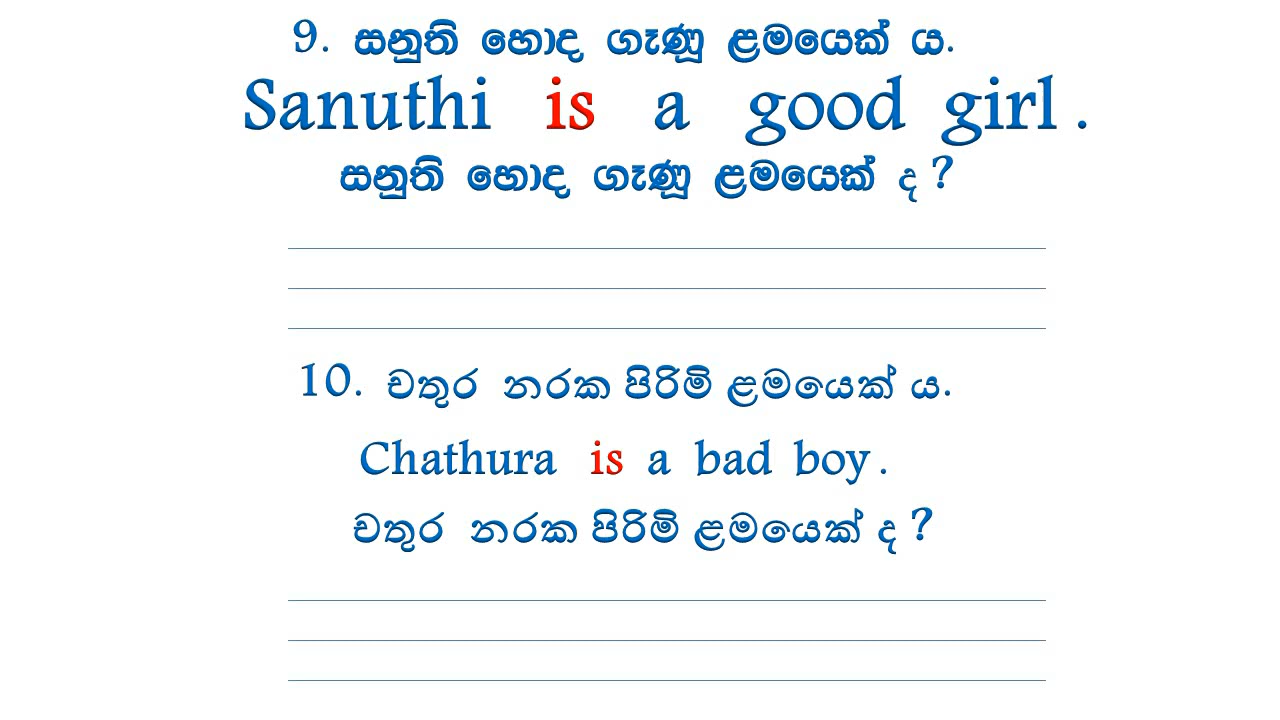 9. සනුති හොද ගෑණු ළමයෙක් ය.
Sanuthi is a good girl .
සනුති හොද ගෑණු ළමයෙක් ද ?
10. චතුර නරක පිරිමි ළමයෙක් ය.
Chathura is a bad boy .
චතුර නරක පිරිමි ළමයෙක් ද ?